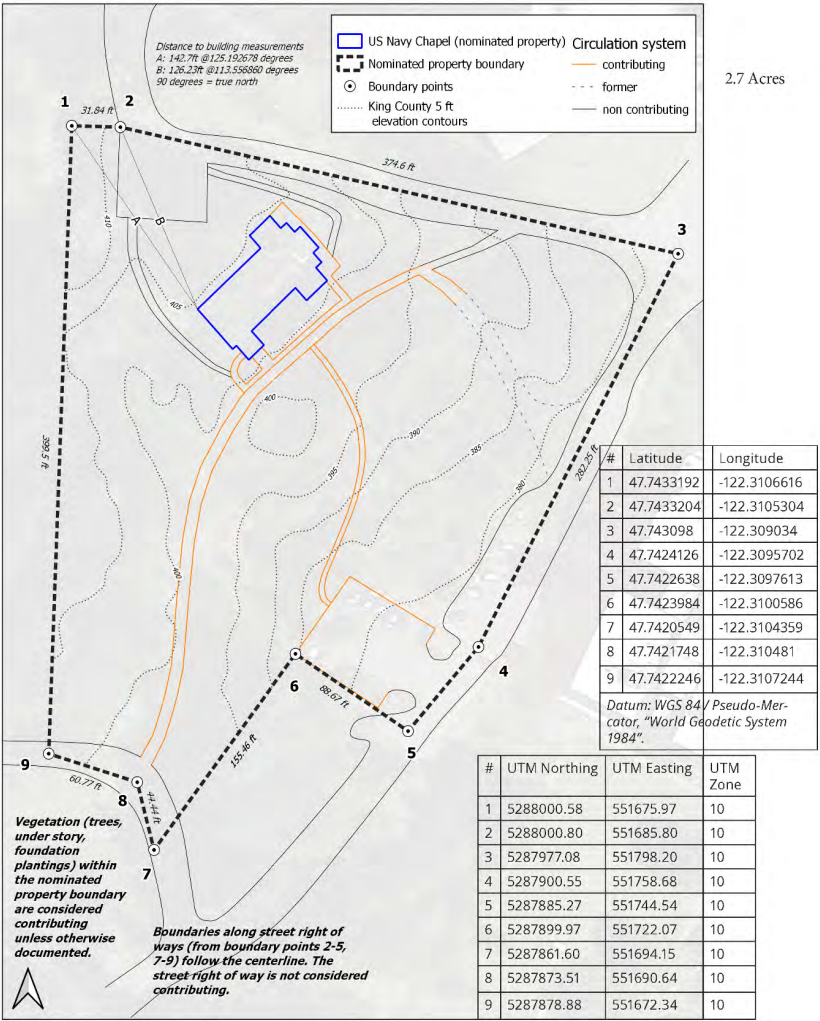 Distance to building measurements
A: 142.7ft @125.192678 degrees
B: 126.23ft @113.556860 degrees
90 degrees = true north
US Navy Chapel (nominated property)
Nominated property boundary
Boundary points
King County 5 ft
elevation contours
Circulation system
contributing
former
non contributing
2.7 Acres
1
31.84 ft
2
374.6 ft
3
A
B
410
405
400
399.5 ft
390
385
395
380
282.25 ft
400
4
6
88.67 ft
5
155.46 ft
9
60.77 ft
8
44.44 ft
7
# Latitude Longitude
1 47.7433192 -122.3106616
2 47.7433204 -122.3105304
3 47.743098 -122.309034
4 47.7424126 -122.3095702
5 47.7422638 -122.3097613
6 47.7423984 -122.3100586
7 47.7420549 -122.3104359
8 47.7421748 -122.310481
9 47.7422246 -122.3107244
Datum: WGS 84 / Pseudo-Mer-
cator, "World Geodetic System
1984".
# UTM Northing UTM Easting UTM
Zone
1 5288000.58 551675.97 10
2 5288000.80 551685.80 10
3 5287977.08 551798.20 10
4 5287900.55 551758.68 10
5 5287885.27 551744.54 10
6 5287899.97 551722.07 10
7 5287861.60 551694.15 10
8 5287873.51 551690.64 10
9 5287878.88 551672.34 10
Vegetation (trees,
under story,
foundation
plantings) within
the nominated
property boundary
are considered
contributing
unless otherwise
documented.
Boundaries along street right of
ways (from boundary points 2-5,
7-9) follow the centerline. The
street right of way is not considered
contributing.